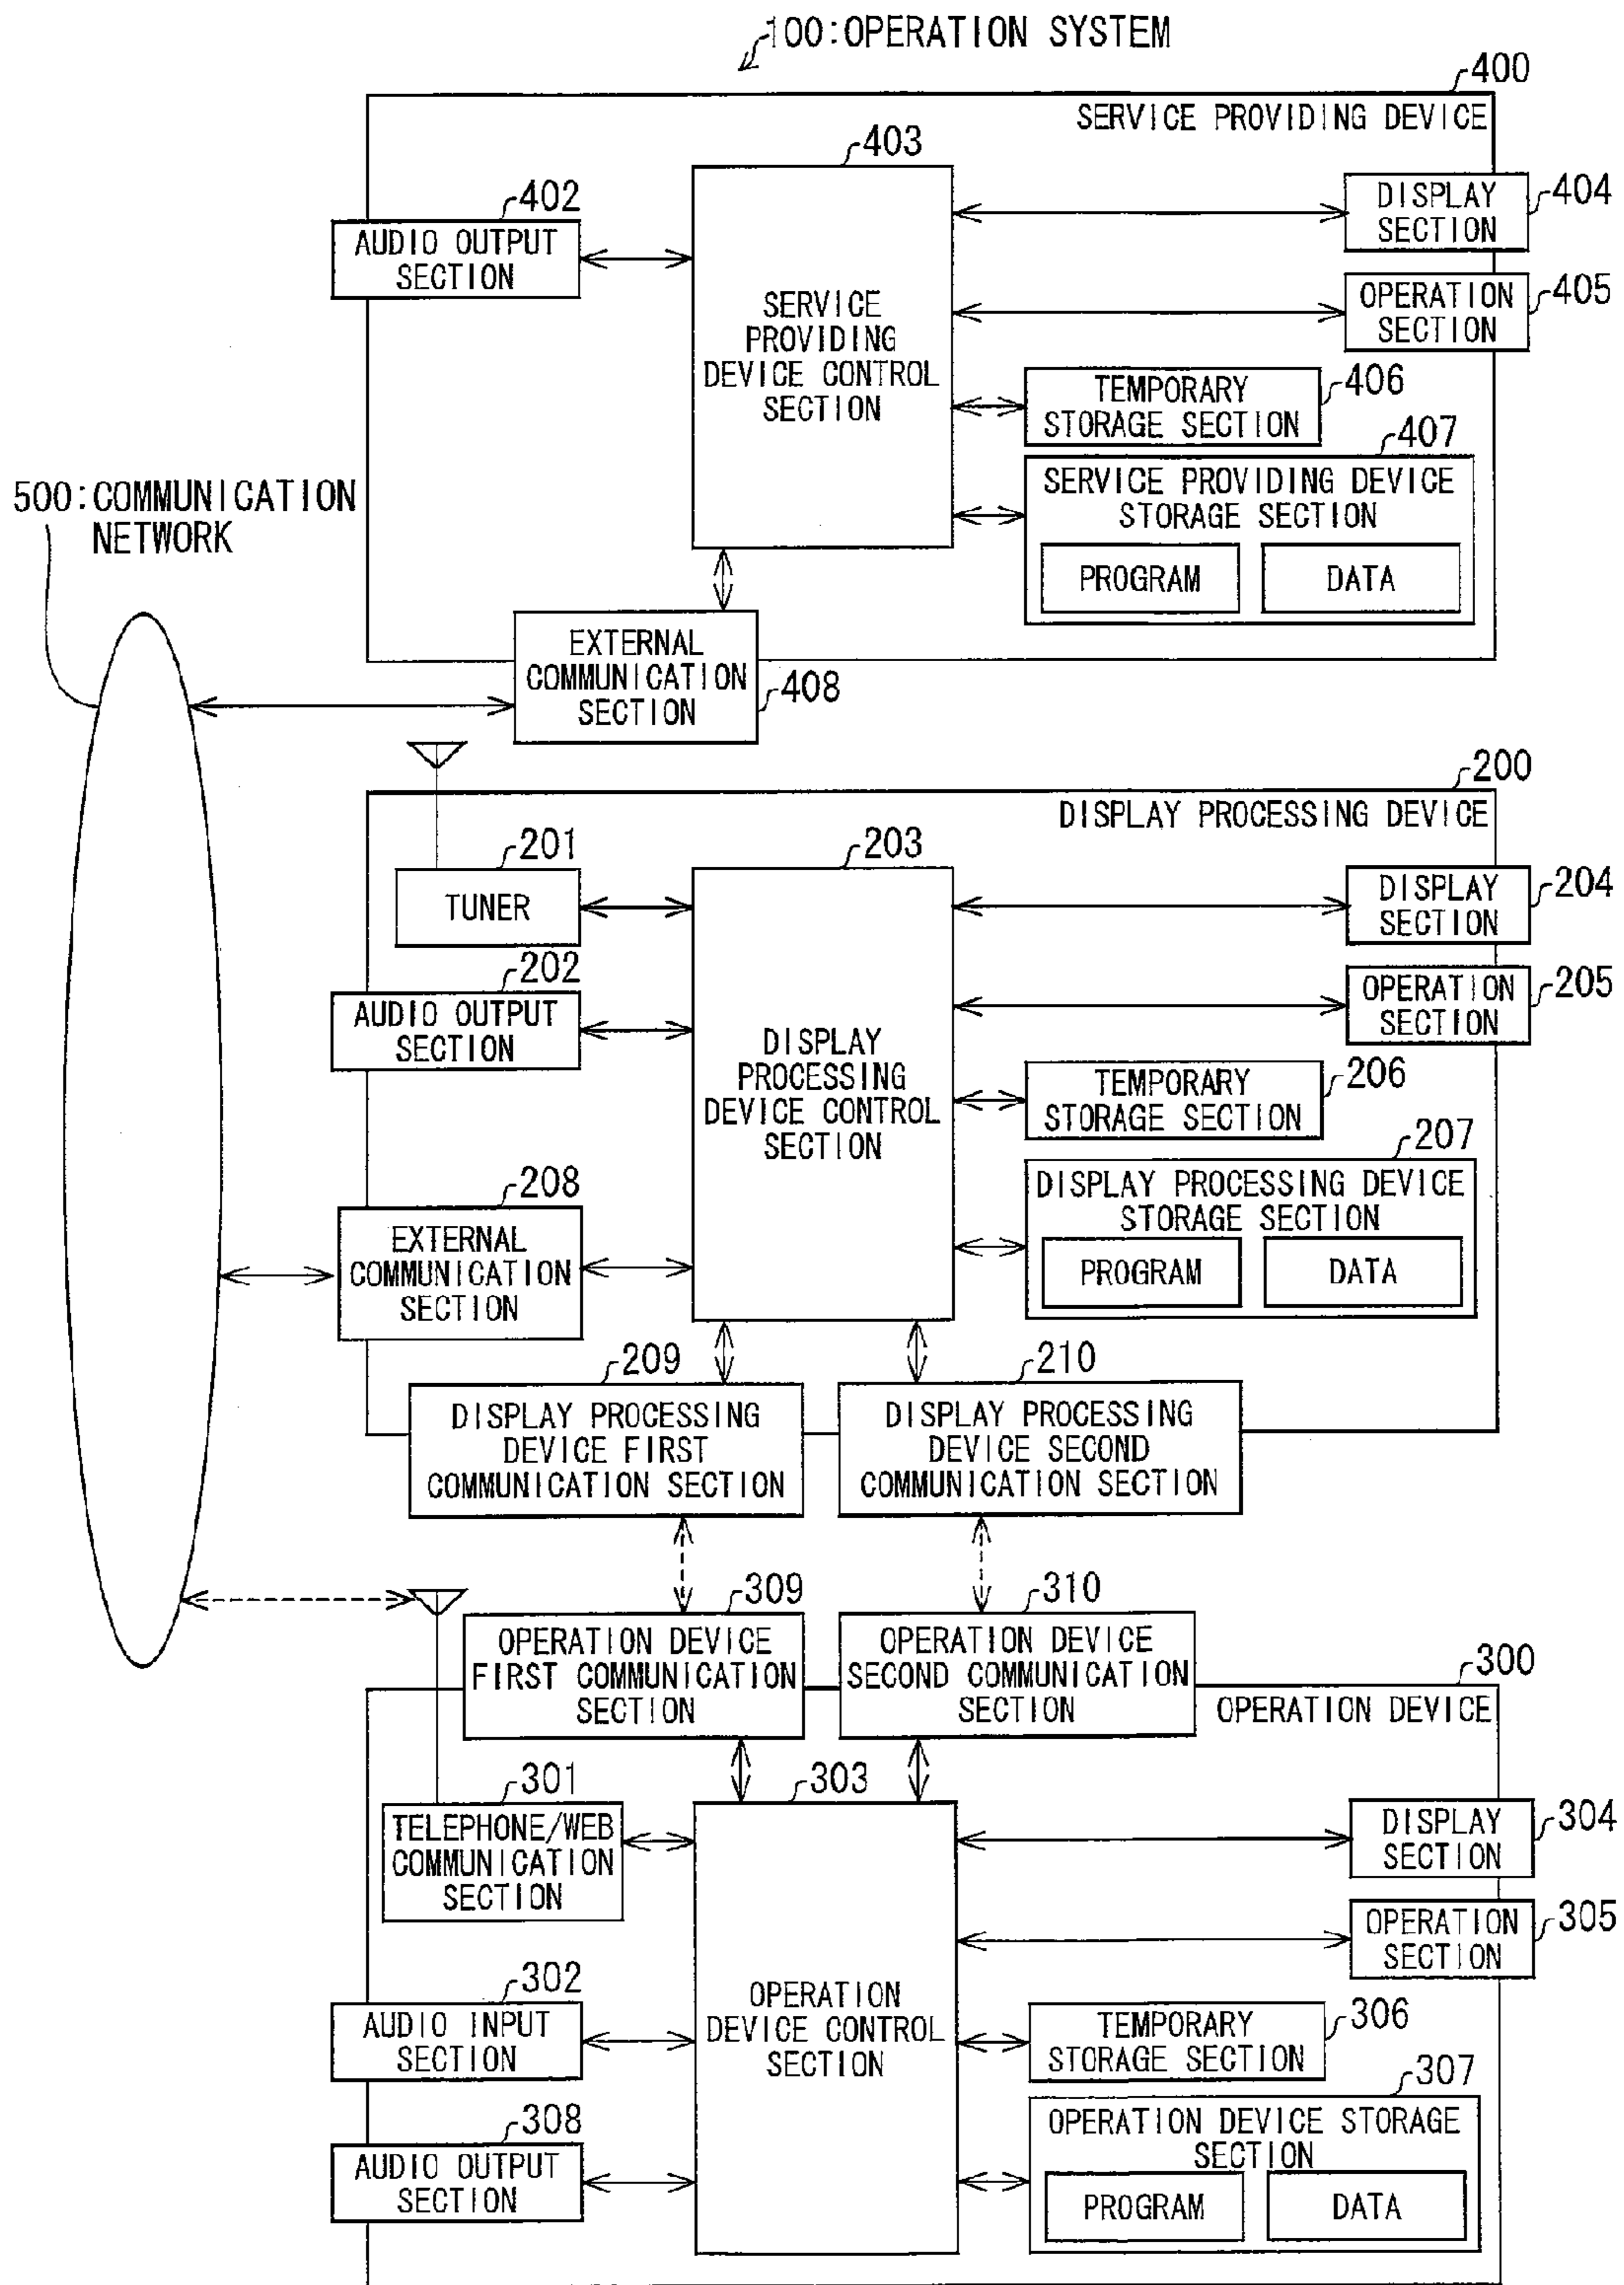 100:OPERATION SYSTEM
400
SERVICE PROVIDING DEVICE
403
402
AUDIO OUTPUT
SECTION
SERVICE
PROVIDING
DEVICE CONTROL
SECTION
DISPLAY
SECTION
404
OPERATION
SECTION
405
TEMPORARY
STORAGE SECTION
406
407
SERVICE PROVIDING DEVICE
STORAGE SECTION
PROGRAM
DATA
500:COMMUNICATION
NETWORK
EXTERNAL
COMMUNICATION
SECTION
408
200
DISPLAY PROCESSING DEVICE
201
TUNER
203
202
AUDIO OUTPUT
SECTION
DISPLAY
PROCESSING
DEVICE CONTROL
SECTION
DISPLAY
SECTION
204
OPERATION
SECTION
205
TEMPORARY
STORAGE SECTION
206
207
DISPLAY PROCESSING DEVICE
STORAGE SECTION
PROGRAM
DATA
208
EXTERNAL
COMMUNICATION
SECTION
209
DISPLAY PROCESSING
DEVICE FIRST
COMMUNICATION SECTION
210
DISPLAY PROCESSING
DEVICE SECOND
COMMUNICATION SECTION
309
OPERATION DEVICE
FIRST COMMUNICATION
SECTION
310
OPERATION DEVICE
SECOND COMMUNICATION
SECTION
300
OPERATION DEVICE
301
TELEPHONE/WEB
COMMUNICATION
SECTION
303
OPERATION
DEVICE CONTROL
SECTION
DISPLAY
SECTION
304
OPERATION
SECTION
305
302
AUDIO INPUT
SECTION
TEMPORARY
STORAGE SECTION
306
307
OPERATION DEVICE STORAGE
SECTION
PROGRAM
DATA
308
AUDIO OUTPUT
SECTION